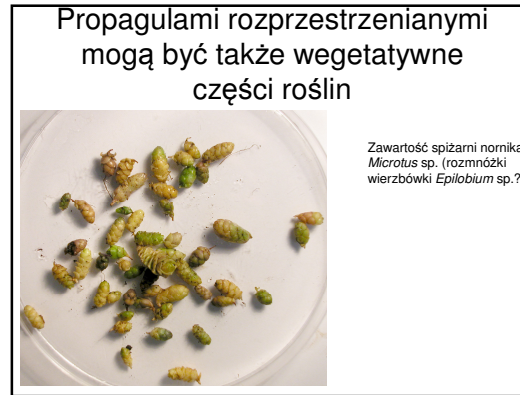 Propagulami rozprzestrzenianymi
mogą być także wegetatywne
części roślin
Zawartość spiżarni nornika
Microtus sp. (rozmnóżki
wierzbówki Epilobium sp.?